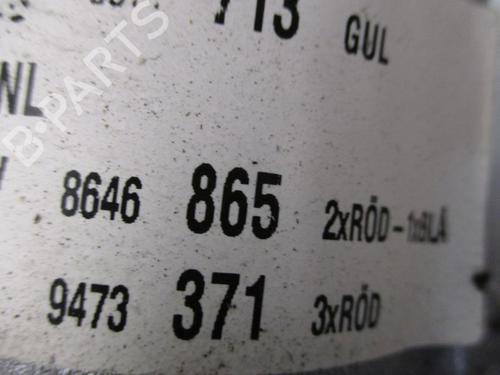 713 GUL
NL
8646 865 2xRÖD-1xBLÅ
9473 371 3xRÖD
B-PARTS